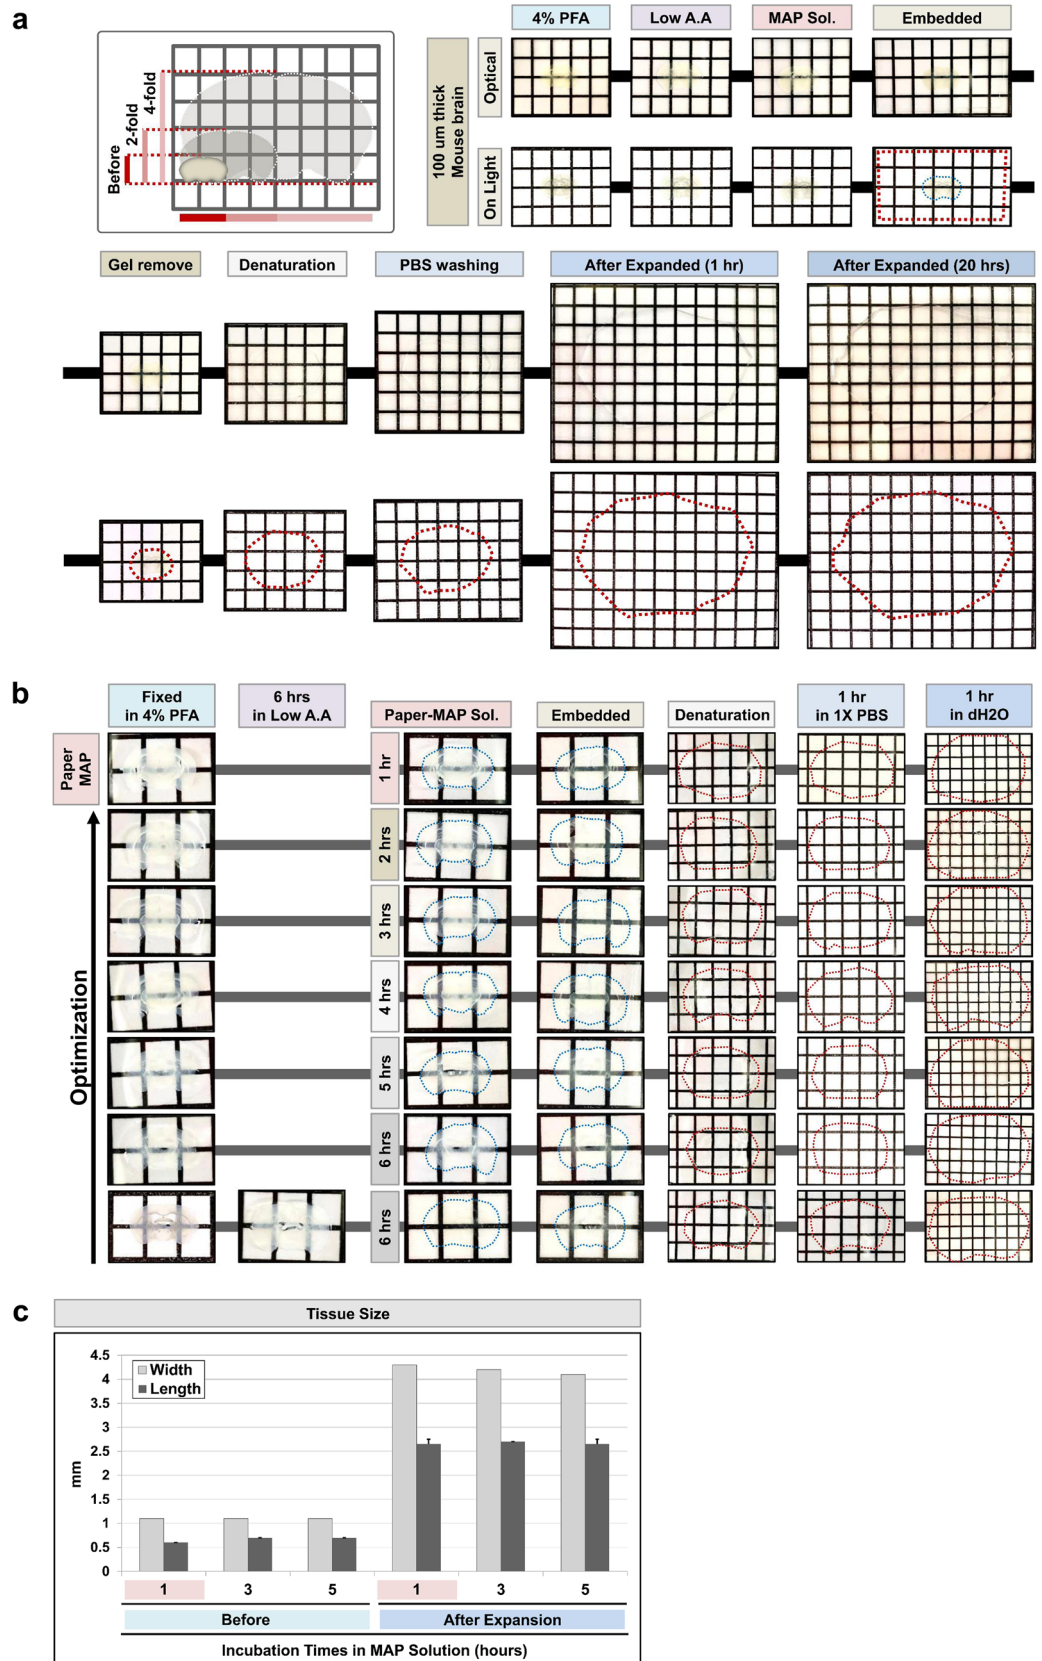 a
4% PFA
Low A.A
MAP Sol.
Embedded
Before
2-fold
4-fold
100 um thick
Mouse brain
Optical
On Light
Gel remove
Denaturation
PBS washing
After Expanded (1 hr)
After Expanded (20 hrs)
b
Fixed
in 4% PFA
6 hrs
in Low A.A
Paper-MAP Sol.
Embedded
Denaturation
1 hr
in 1X PBS
1 hr
in dH2O
Paper
MAP
1 hr
2 hrs
3 hrs
4 hrs
5 hrs
6 hrs
6 hrs
Optimization
c
Tissue Size
Width
Length
mm
4.5
4
3.5
3
2.5
2
1.5
1
0.5
0
1 3 5 1 3 5
Before After Expansion
Incubation Times in MAP Solution (hours)